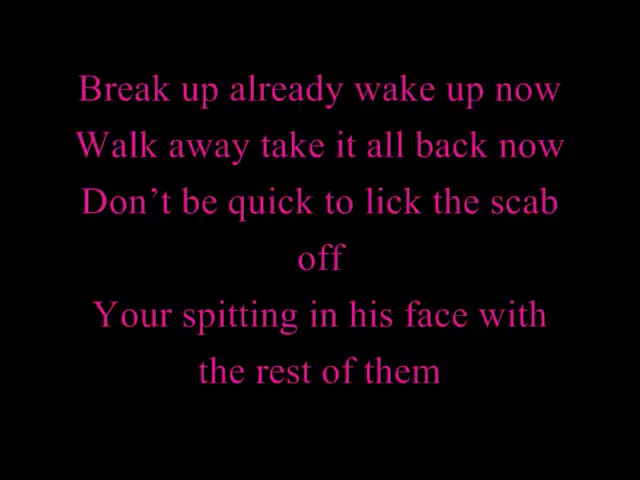 Break up already wake up now
Walk away take it all back now
Don’t be quick to lick the scab
off
Your spitting in his face with
the rest of them